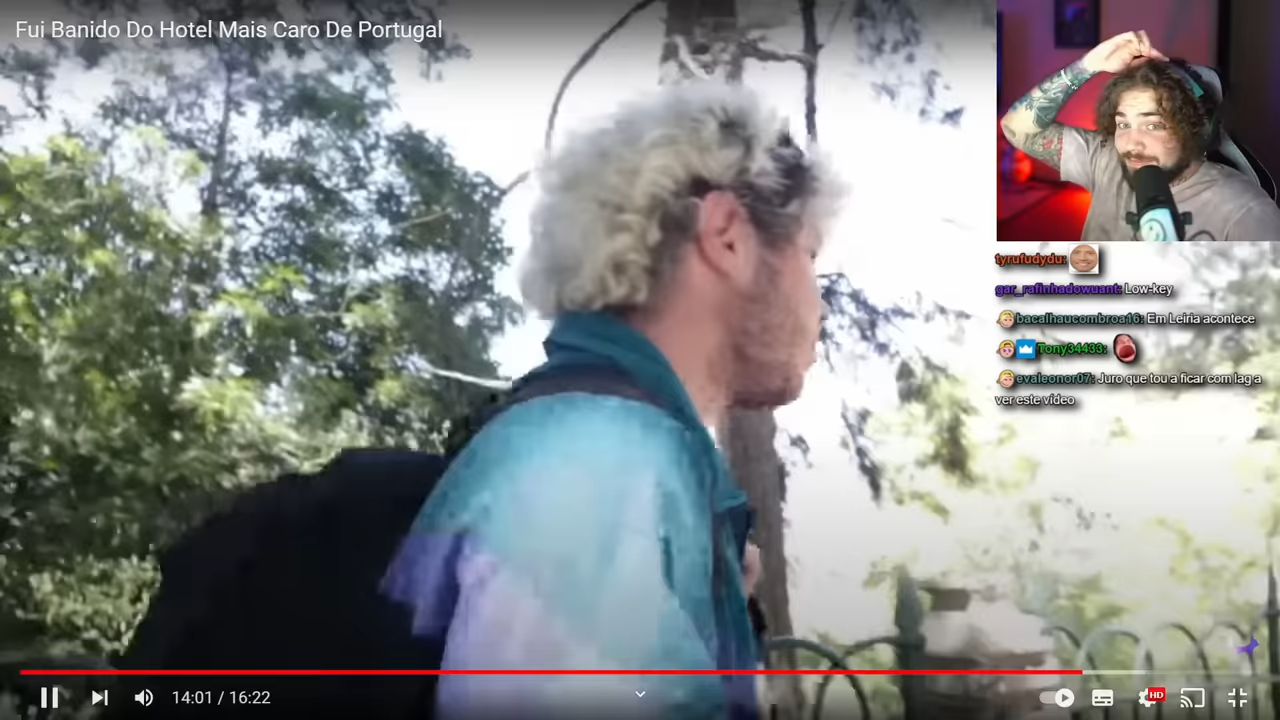 Fui Banido Do Hotel Mais Caro De Portugal
tyrufudydu:
gar_rafinhadowuant: Low-key
bacalhaucombroa16: Em Leiria acontece
Tony34433:
evaleonor07: Juro que tou a ficar com lag a
ver este vídeo
14:01 / 16:22
HD